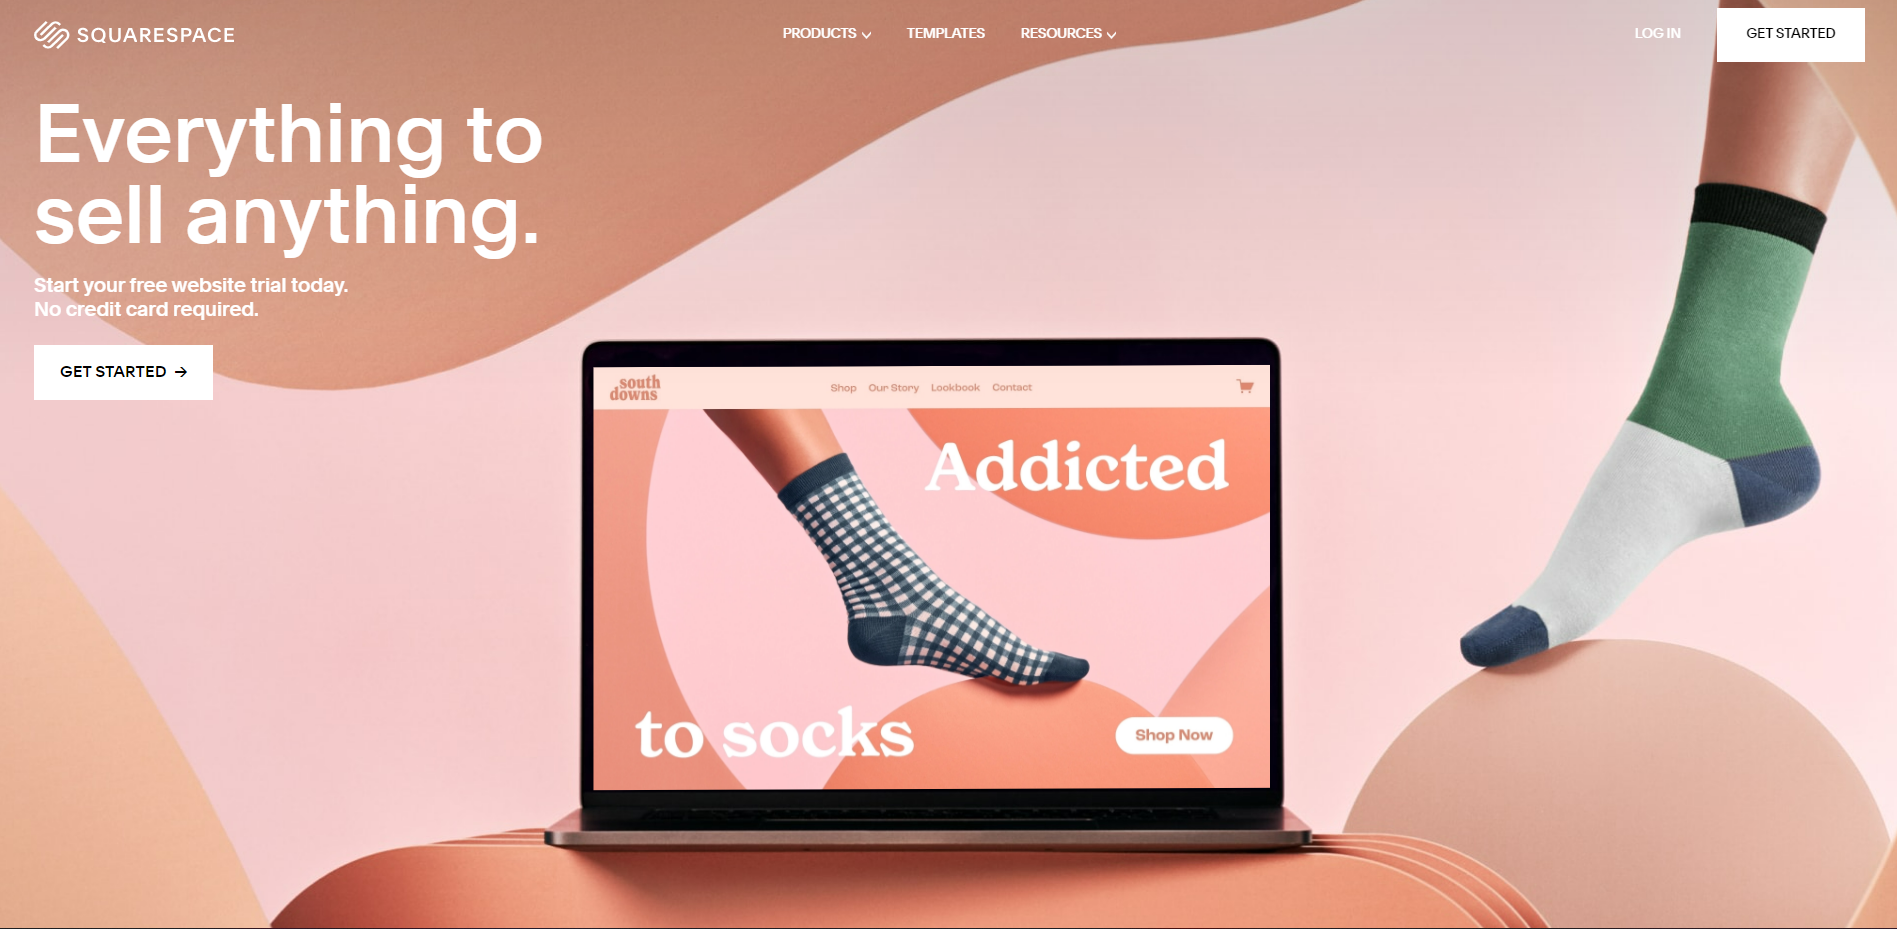 SQUARESPACE
PRODUCTS
TEMPLATES
RESOURCES
LOG IN
GET STARTED
Everything to
sell anything.
Start your free website trial today.
No credit card required.
GET STARTED →
south
downs
Shop Our Story Lookbook Contact
Addicted
to socks
Shop Now